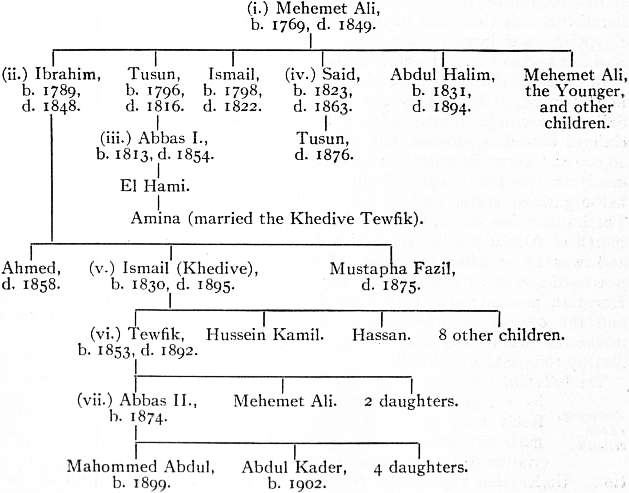 (i.) Mehemet Ali,
b. 1769, d. 1849.
(ii.) Ibrahim, Tusun, Ismail, (iv.) Said, Abdul Halim, Mehemet Ali,
b. 1789, b. 1796, b. 1798, b. 1823, b. 1831, the Younger,
d. 1848. d. 1816. d. 1822. d. 1863. d. 1894. and other
children.
(iii.) Abbas I., Tusun,
b. 1813, d. 1854. d. 1876.
El Hami.
Amina (married the Khedive Tewfik).
Ahmed, (v.) Ismail (Khedive), Mustapha Fazil,
d. 1858. b. 1830, d. 1895. d. 1875.
(vi.) Tewfik, Hussein Kamil. Hassan. 8 other children.
b. 1853, d. 1892.
(vii.) Abbas II., Mehemet Ali. 2 daughters.
b. 1874.
Mahommed Abdul, Abdul Kader, 4 daughters.
b. 1899. b. 1902.